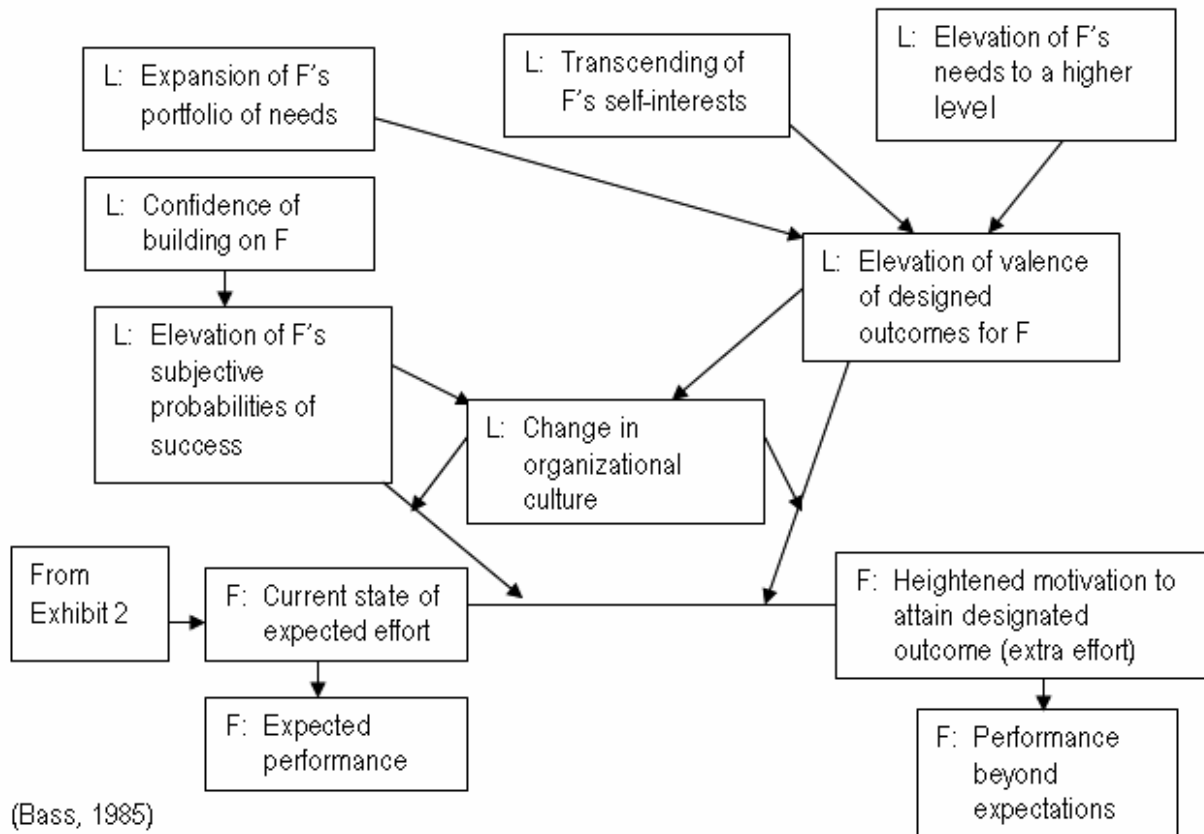 L: Expansion of F's
portfolio of needs
L: Transcending of
F's self-interests
L: Elevation of F's
needs to a higher
level
L: Confidence of
building on F
L: Elevation of valence
of designed
outcomes for F
L: Elevation of F's
subjective
probabilities of
success
L: Change in
organizational
culture
From
Exhibit 2
F: Current state of
expected effort
F: Heightened motivation to
attain designated
outcome (extra effort)
F: Expected
performance
F: Performance
beyond
expectations
(Bass, 1985)